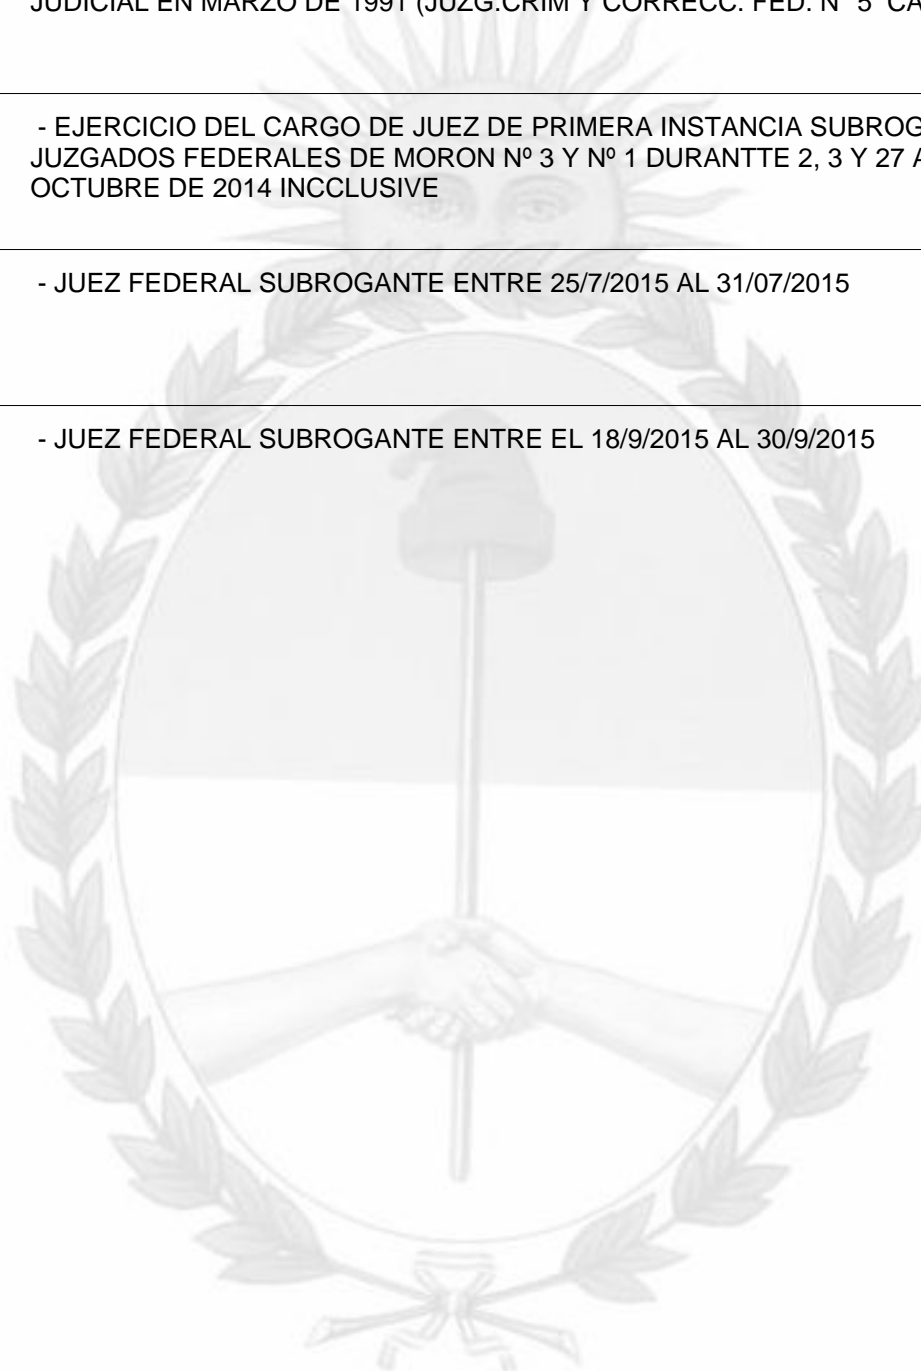 JUDICIAL EN MARZO DE 1991 (JUZG.CRIM Y CORRECC. FED. N° 5
- EJERCICIO DEL CARGO DE JUEZ DE PRIMERA INSTANCIA SUBROG
JUZGADOS FEDERALES DE MORON Nº 3 Y Nº 1 DURANTTE 2, 3 Y 27 A
OCTUBRE DE 2014 INCCLUSIVE
- JUEZ FEDERAL SUBROGANTE ENTRE 25/7/2015 AL 31/07/2015
- JUEZ FEDERAL SUBROGANTE ENTRE EL 18/9/2015 AL 30/9/2015